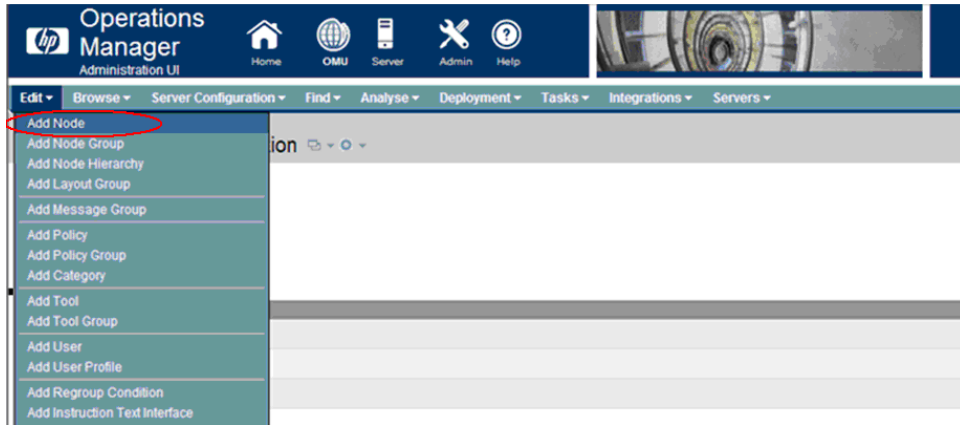 hp
Operations
Manager
Administration UI
Home OMU Server Admin Help
Edit Browse Server Configuration Find Analyse Deployment Tasks Integrations Servers
Add Node
Add Node Group
ion
Add Node Hierarchy
Add Layout Group
Add Message Group
Add Policy
Add Policy Group
Add Category
Add Tool
Add Tool Group
Add User
Add User Profile
Add Regroup Condition
Add Instruction Text Interface